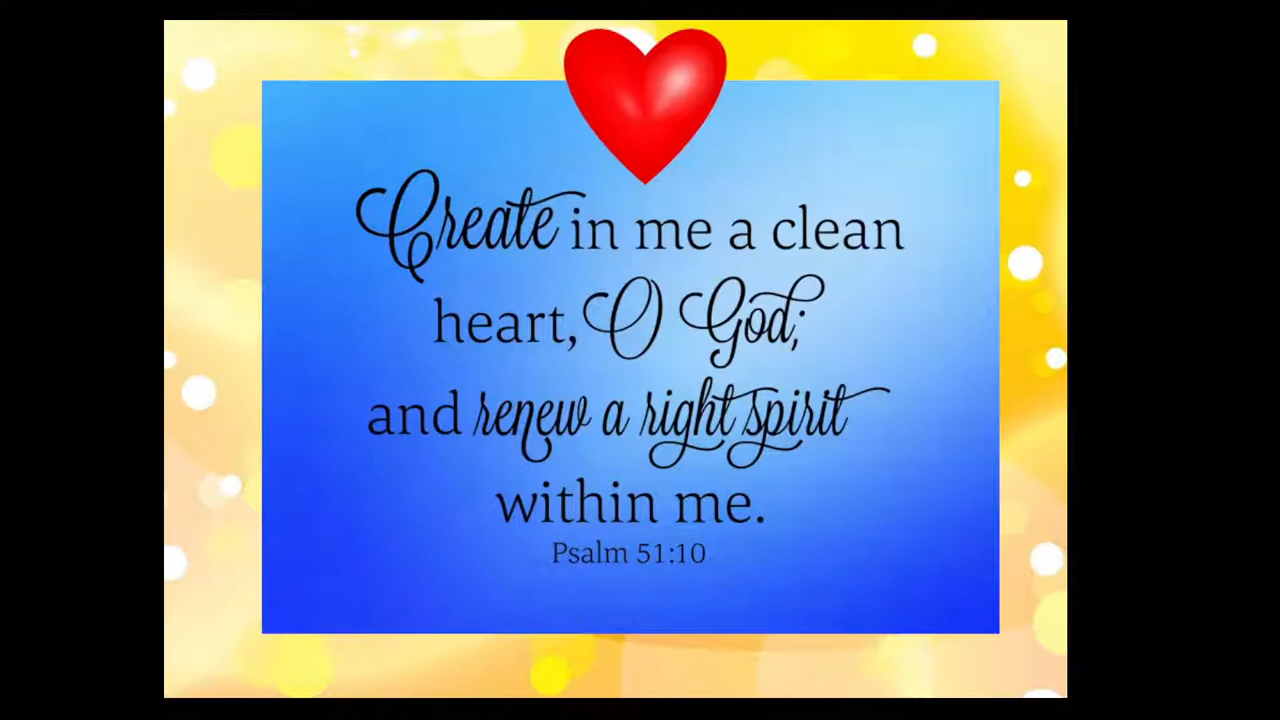 Create in me a clean
heart, O God;
and renew a right spirit
within me.
Psalm 51:10